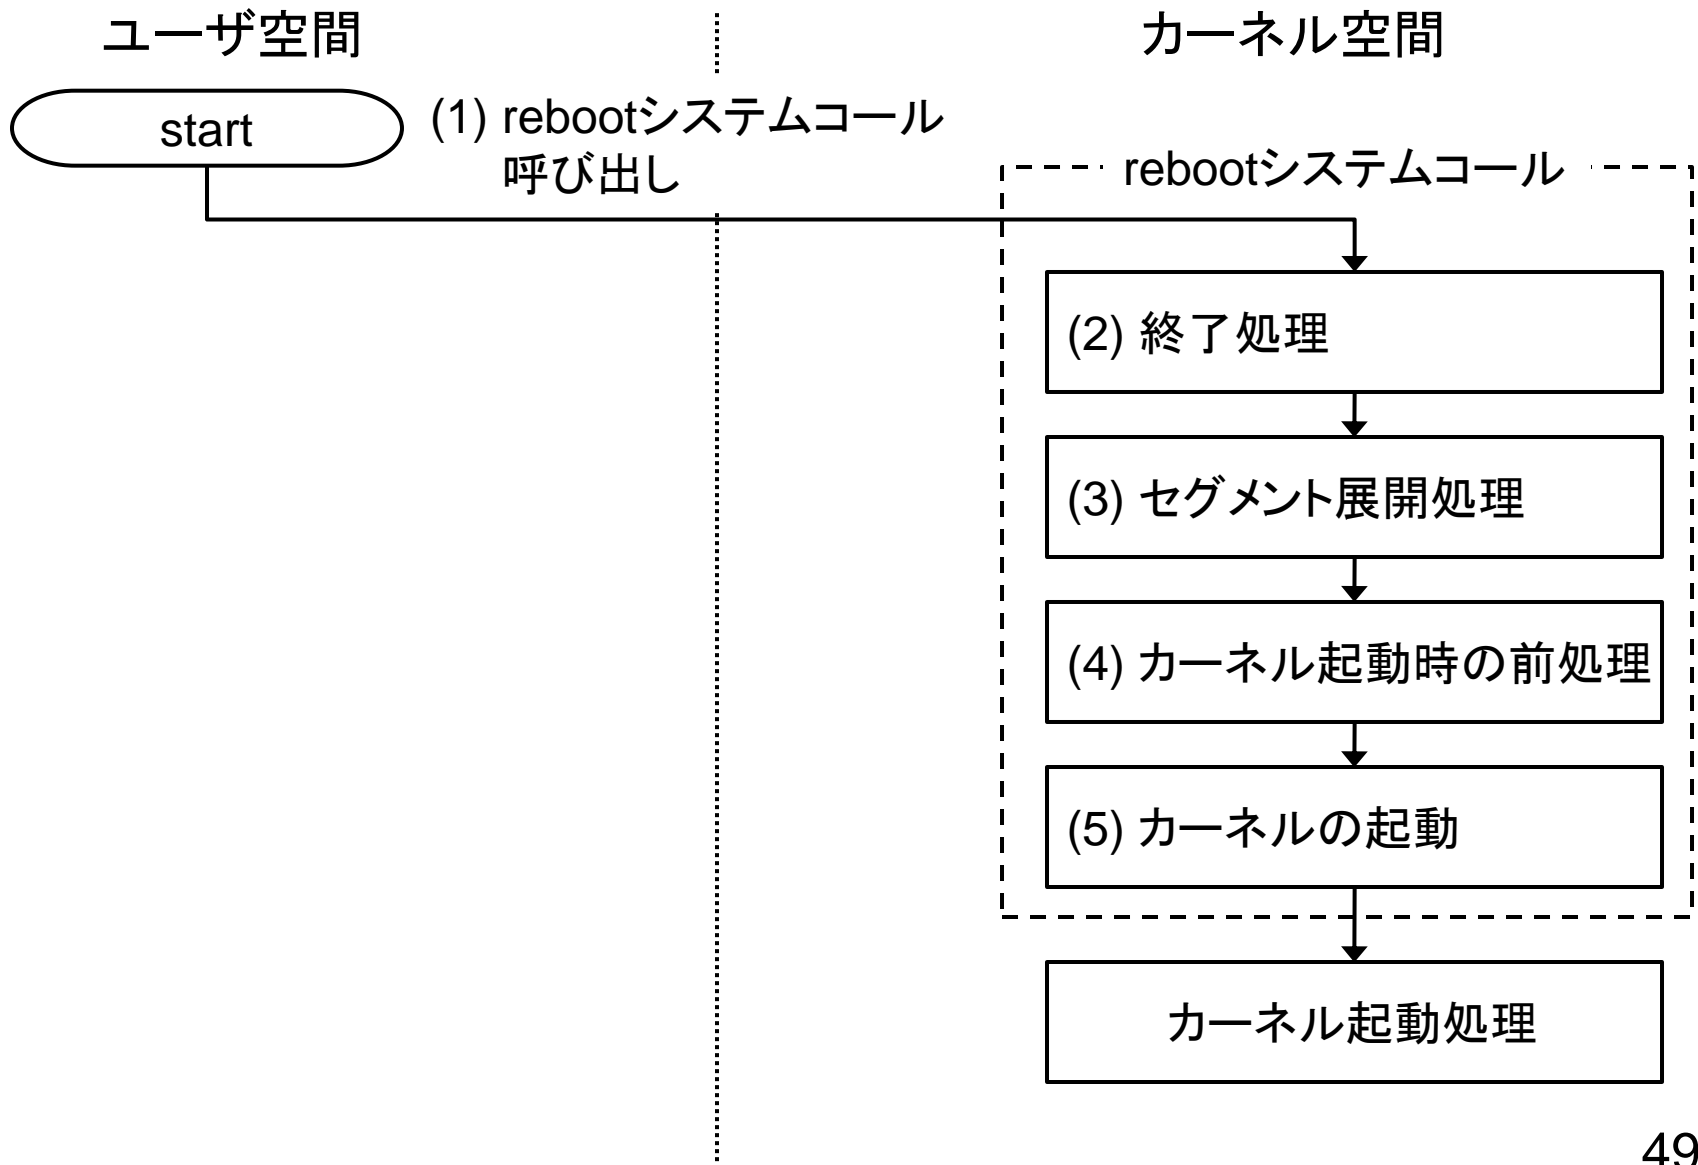 ユーザ空間
カーネル空間
start
(1) rebootシステムコール
呼び出し
rebootシステムコール
(2) 終了処理
(3) セグメント展開処理
(4) カーネル起動時の前処理
(5) カーネルの起動
カーネル起動処理
49